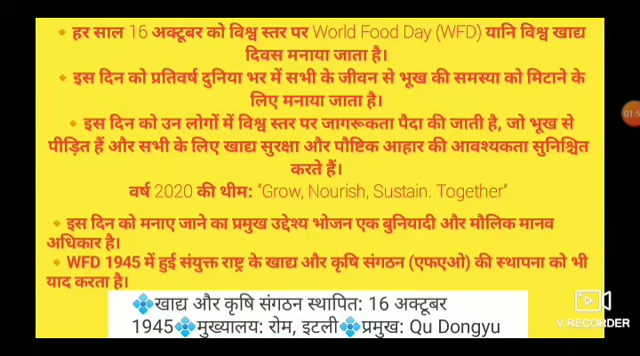 🔸हर साल 16 अक्टूबर को विश्व स्तर पर World Food Day (WFD) यानि विश्व खाद्य
दिवस मनाया जाता है।
🔸इस दिन को प्रतिवर्ष दुनिया भर में सभी के जीवन से भूख की समस्या को मिटाने के
लिए मनाया जाता है।
🔸इस दिन को उन लोगों में विश्व स्तर पर जागरूकता पैदा की जाती है, जो भूख से
पीड़ित हैं और सभी के लिए खाद्य सुरक्षा और पौष्टिक आहार की आवश्यकता सुनिश्चित
करते हैं।
वर्ष 2020 की थीम: "Grow, Nourish, Sustain. Together"
🔸इस दिन को मनाए जाने का प्रमुख उद्देश्य भोजन एक बुनियादी और मौलिक मानव
अधिकार है।
🔸WFD 1945 में हुई संयुक्त राष्ट्र के खाद्य और कृषि संगठन (एफएओ) की स्थापना को भी
याद करता है।
💠खाद्य और कृषि संगठन स्थापित: 16 अक्टूबर
1945💠मुख्यालय: रोम, इटली💠प्रमुख: Qu Dongyu
V RECORDER